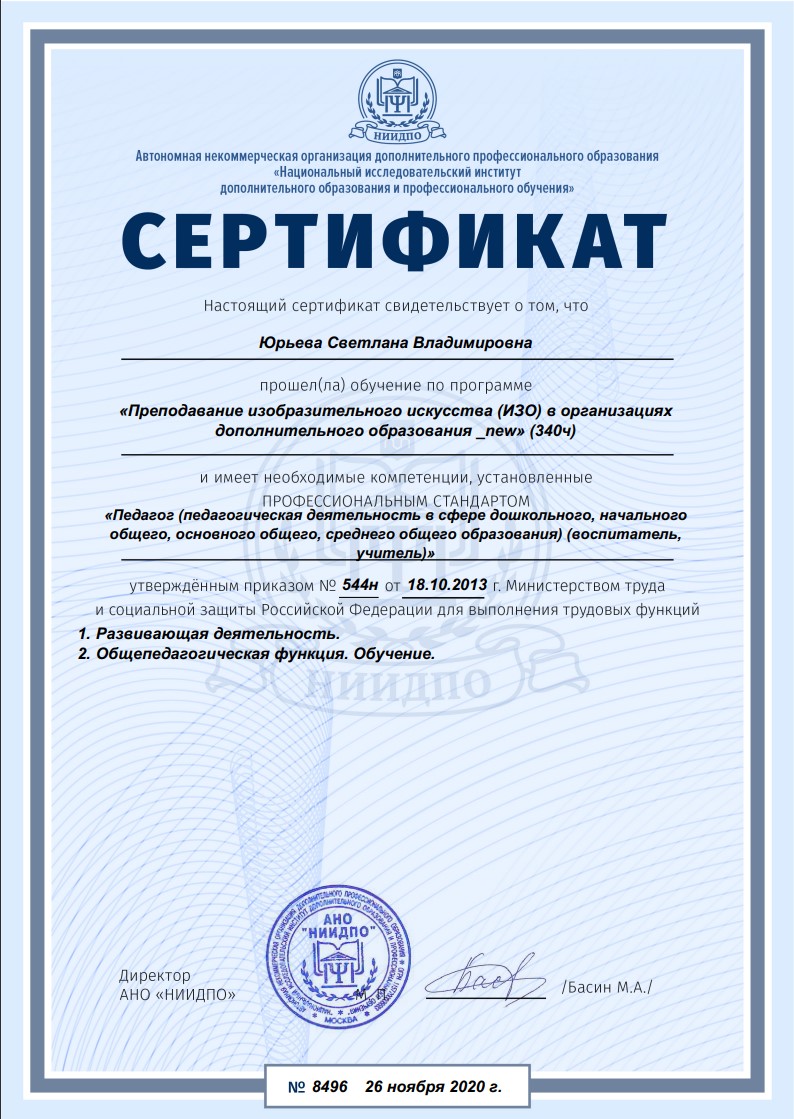 НИИДПО
Автономная некоммерческая организация дополнительного профессионального образования
«Национальный исследовательский институт
дополнительного образования и профессионального обучения»
СЕРТИФИКАТ
Настоящий сертификат свидетельствует о том, что
Юрьева Светлана Владимировна
прошел(ла) обучение по программе
«Преподавание изобразительного искусства (ИЗО) в организациях
дополнительного образования _new» (340ч)
и имеет необходимые компетенции, установленные
ПРОФЕССИОНАЛЬНЫМ СТАНДАРТОМ
«Педагог (педагогическая деятельность в сфере дошкольного, начального
общего, основного общего, среднего общего образования) (воспитатель,
учитель)»
утверждённым приказом № 544н от 18.10.2013 г. Министерством труда
и социальной защиты Российской Федерации для выполнения трудовых функций
1. Развивающая деятельность.
2. Общепедагогическая функция. Обучение.
НИИДПО
АНО
"НИИДПО"
МОСКВА
Директор
АНО «НИИДПО»
/Басин М.А./
№ 8496 26 ноября 2020 г.